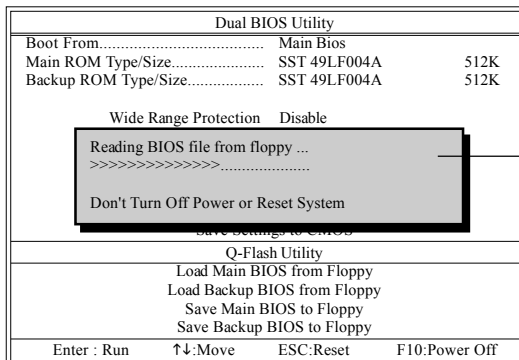 Dual BIOS Utility
Boot From...................................... Main Bios
Main ROM Type/Size................... SST 49LF004A 512K
Backup ROM Type/Size................ SST 49LF004A 512K
Wide Range Protection Disable
Reading BIOS file from floppy ...
>>>>>>>>>>>>>>.....................
Don't Turn Off Power or Reset System
Save Settings to CMOS
Q-Flash Utility
Load Main BIOS from Floppy
Load Backup BIOS from Floppy
Save Main BIOS to Floppy
Save Backup BIOS to Floppy
Enter : Run ↑↓:Move ESC:Reset F10:Power Off